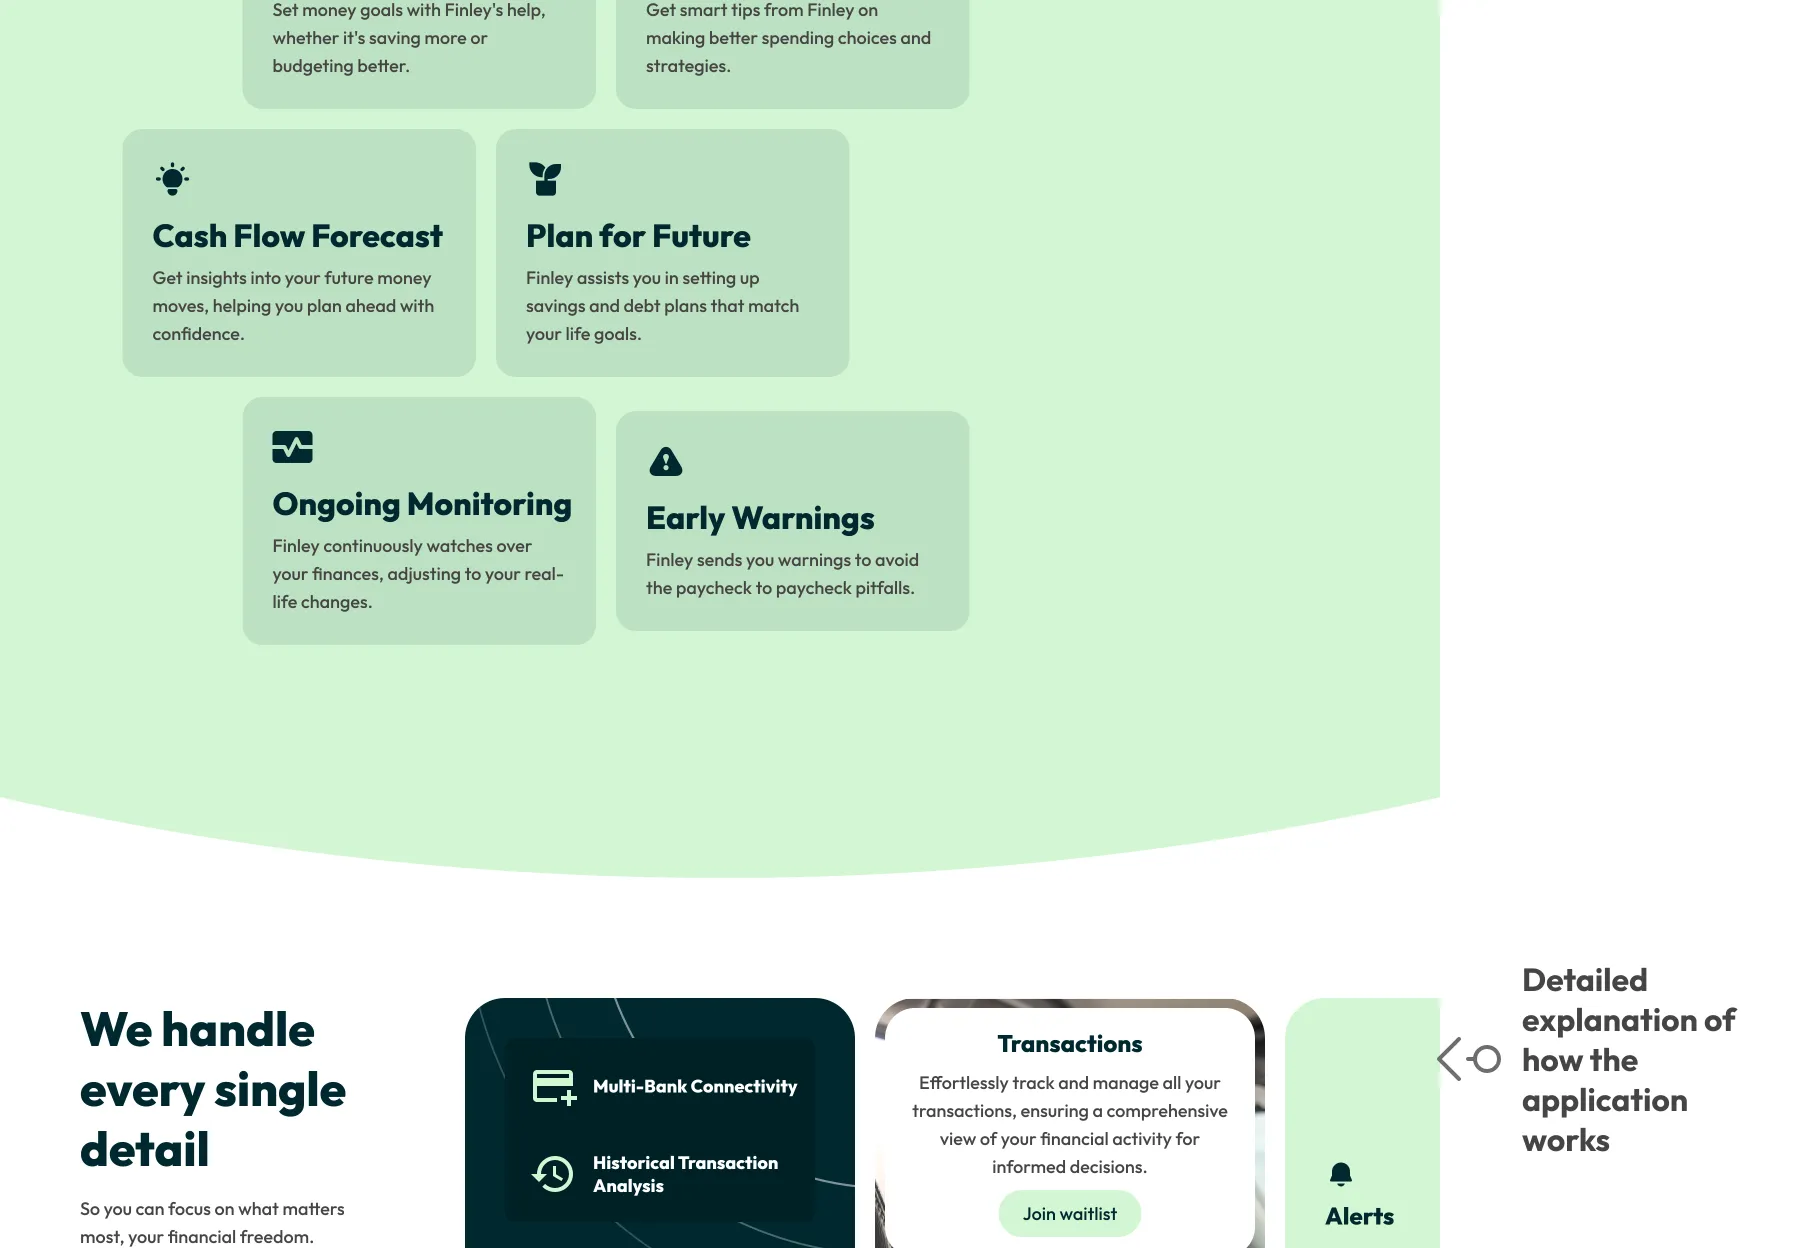 Set money goals with Finley's help,
whether it's saving more or
budgeting better.
Get smart tips from Finley on
making better spending choices and
strategies.
Cash Flow Forecast
Get insights into your future money
moves, helping you plan ahead with
confidence.
Plan for Future
Finley assists you in setting up
savings and debt plans that match
your life goals.
Ongoing Monitoring
Finley continuously watches over
your finances, adjusting to your real-
life changes.
Early Warnings
Finley sends you warnings to avoid
the paycheck to paycheck pitfalls.
We handle
every single
detail
So you can focus on what matters
most, your financial freedom.
Multi-Bank Connectivity
Historical Transaction
Analysis
Transactions
Effortlessly track and manage all your
transactions, ensuring a comprehensive
view of your financial activity for
informed decisions.
Join waitlist
Alerts
Detailed
explanation of
how the
application
works